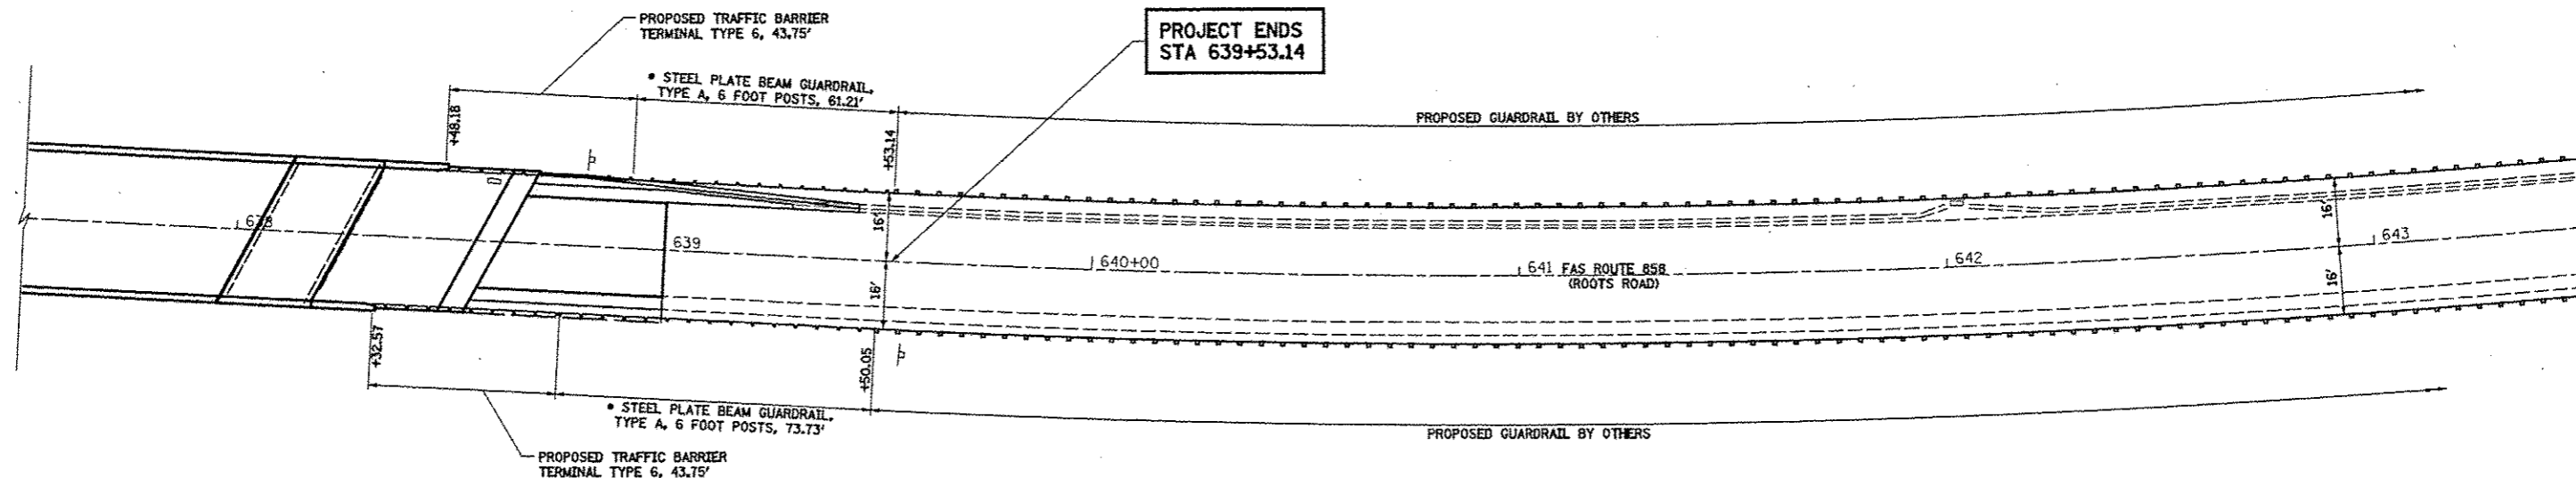 PROPOSED TRAFFIC BARRIER
TERMINAL TYPE 6, 43.75'
PROJECT ENDS
STA 639+53.14
• STEEL PLATE BEAM GUARDRAIL,
TYPE A, 6 FOOT POSTS, 61.21'
PROPOSED GUARDRAIL BY OTHERS
+48.18
+53.14
16'
16'
638
639
640+00
641 FAS ROUTE 858
(ROOTS ROAD)
642
643
16'
16'
+32.57
+50.05
• STEEL PLATE BEAM GUARDRAIL,
TYPE A, 6 FOOT POSTS, 73.73'
PROPOSED GUARDRAIL BY OTHERS
PROPOSED TRAFFIC BARRIER
TERMINAL TYPE 6, 43.75'